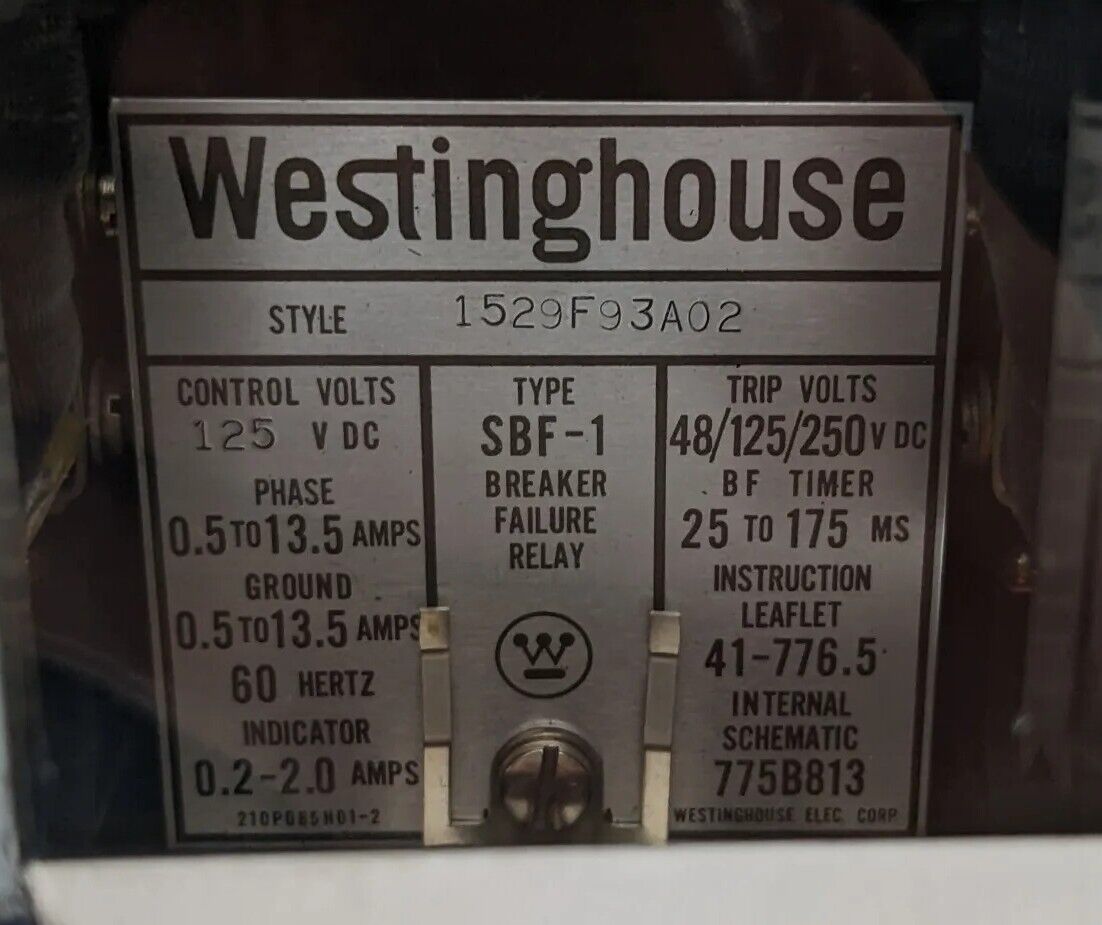 Westinghouse
STYLE 1529F93A02
CONTROL VOLTS
125 V DC
PHASE
0.5 TO 13.5 AMPS
GROUND
0.5 TO 13.5 AMPS
60 HERTZ
INDICATOR
0.2-2.0 AMPS
TYPE
SBF-1
BREAKER
FAILURE
RELAY
W
TRIP VOLTS
48/125/250 V DC
BF TIMER
25 TO 175 MS
INSTRUCTION
LEAFLET
41-776.5
INTERNAL
SCHEMATIC
775B813
WESTINGHOUSE ELEC. CORP.